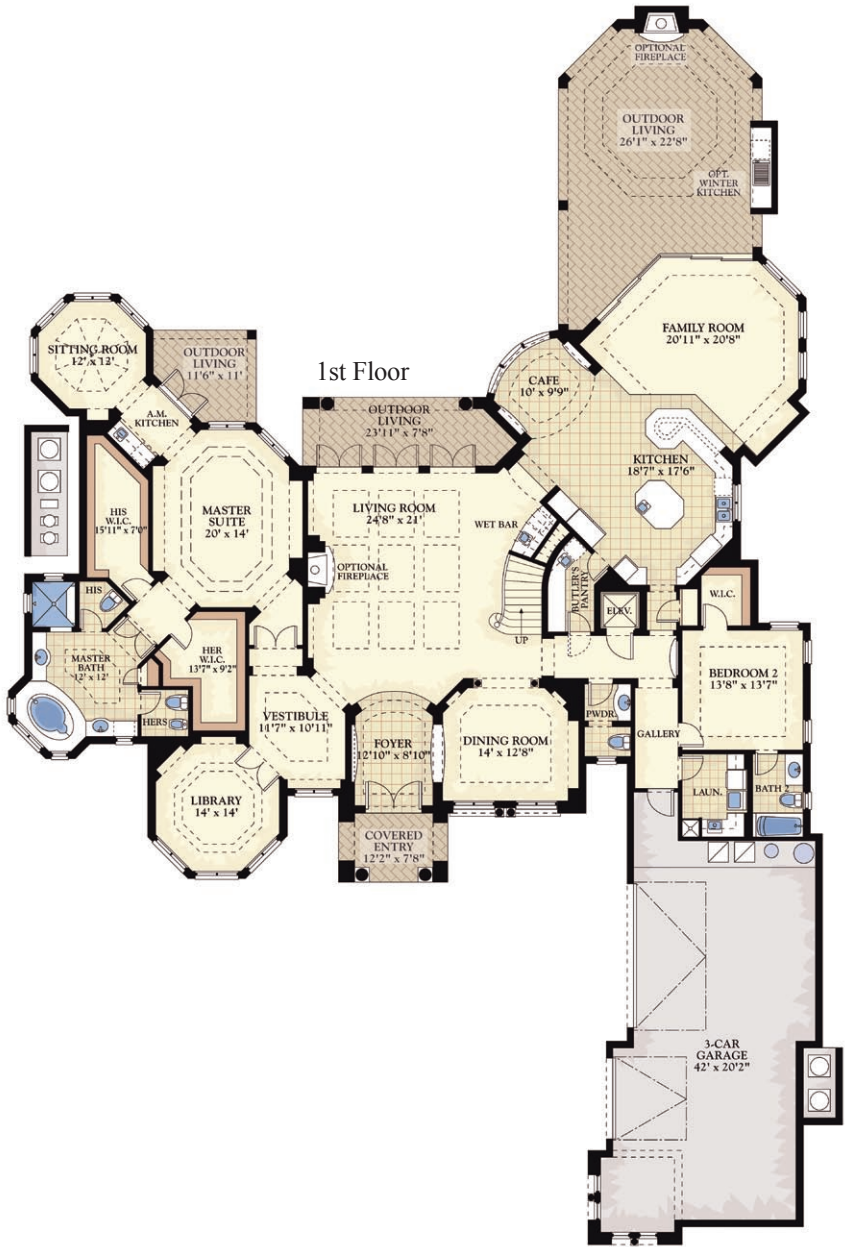 OPTIONAL
FIREPLACE
OUTDOOR
LIVING
26'1" x 22'8"
OPT.
WINTER
KITCHEN
FAMILY ROOM
20'11" x 20'8"
SITTING ROOM
12' x 12'
OUTDOOR
LIVING
11'6" x 11'
1st Floor
CAFE
10' x 9'9"
A.M.
KITCHEN
OUTDOOR
LIVING
23'11" x 7'8"
KITCHEN
18'7" x 17'6"
HIS
W.I.C.
15'11" x 7'0"
MASTER
SUITE
20' x 14'
LIVING ROOM
24'8" x 21'
WET BAR
OPTIONAL
FIREPLACE
BUTLER'S
PANTRY
HIS
ELEV.
W.I.C.
UP
HER
W.I.C.
13'7" x 9'2"
MASTER
BATH
12' x 12'
BEDROOM 2
13'8" x 13'7"
HERS
VESTIBULE
11'7" x 10'11"
PWDR.
FOYER
12'10" x 8'10"
DINING ROOM
14' x 12'8"
GALLERY
LIBRARY
14' x 14'
LAUN.
BATH 2
COVERED
ENTRY
12'2" x 7'8"
3-CAR
GARAGE
42' x 20'2"